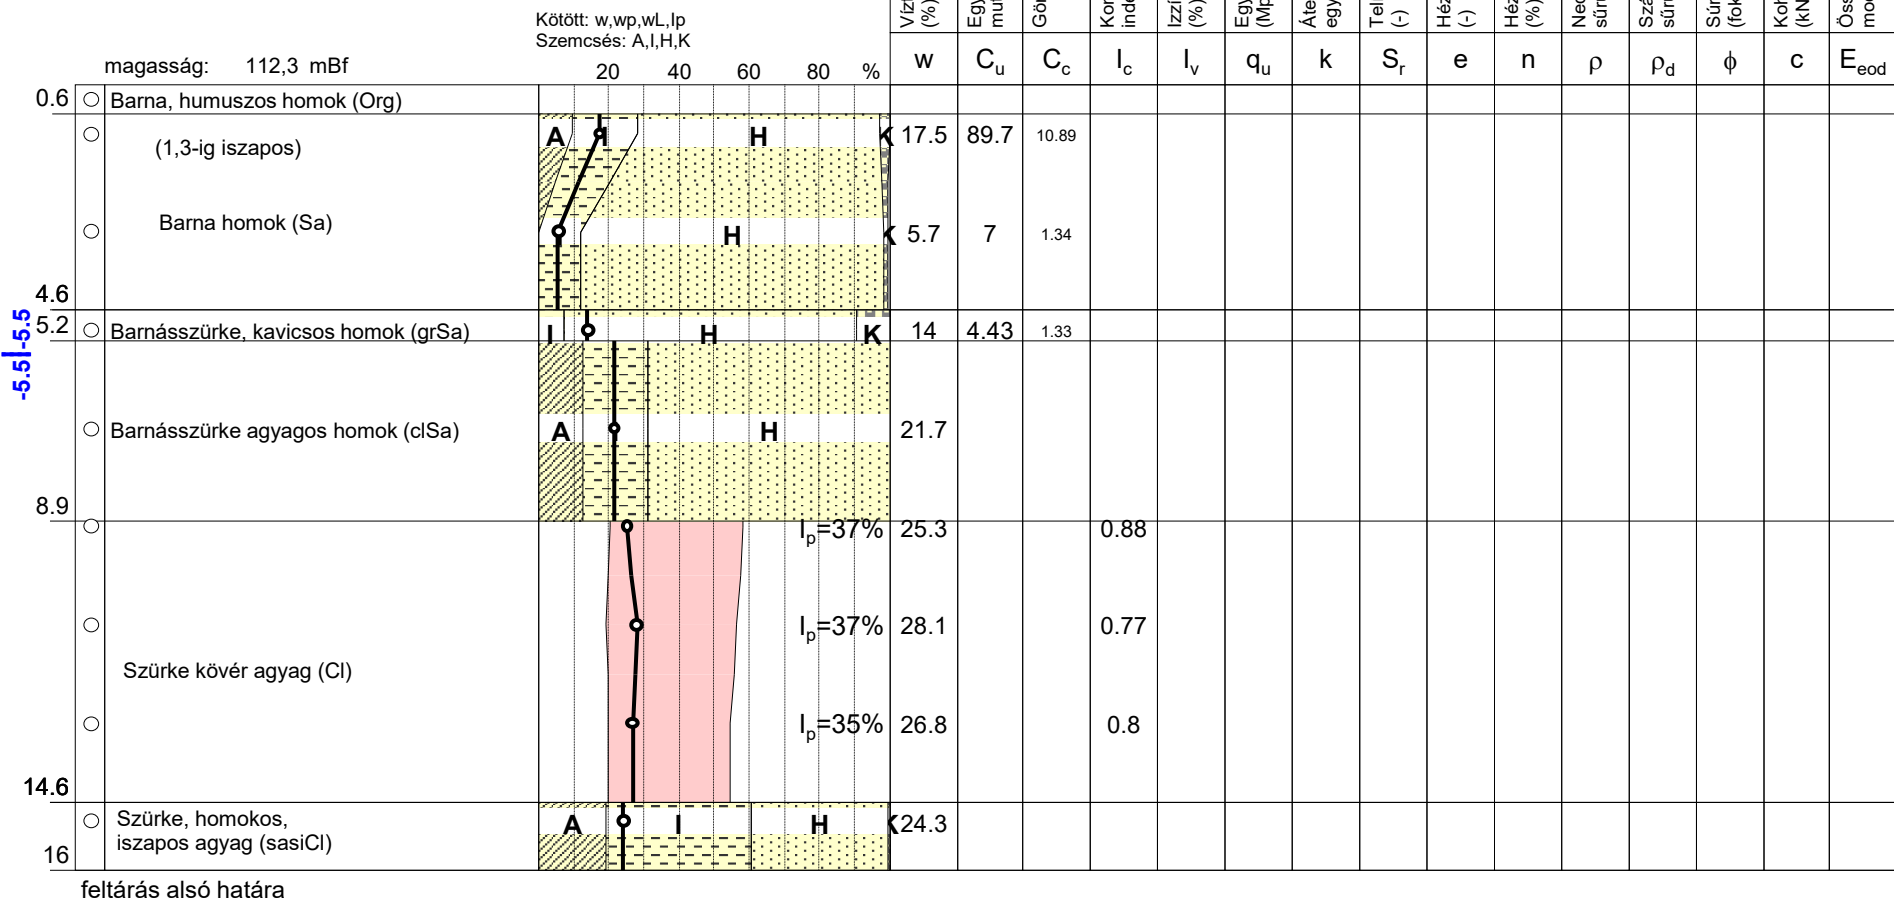 Kötött: w,wp,wL,Ip
Szemcsés: A,I,H,K
magasság: 112,3 mBf
20 40 60 80 %
(%) (-) (-) (%)
w Cu Cc Ic Iv qu k Sr e n ρ ρd ϕ c Eeod
0.6 Barna, humuszos homok (Org)
(1,3-ig iszapos) A I H K 17.5 89.7 10.89
Barna homok (Sa) H K 5.7 7 1.34
4.6
-5.5 -5.5
5.2 Barnásszürke, kavicsos homok (grSa) I H K 14 4.43 1.33
Barnásszürke agyagos homok (clSa) A H 21.7
8.9
Ip=37% 25.3 0.88
Ip=37% 28.1 0.77
Szürke kövér agyag (Cl)
Ip=35% 26.8 0.8
14.6
Szürke, homokos, A I H K 24.3
iszapos agyag (sasiCl)
16
feltárás alsó határa